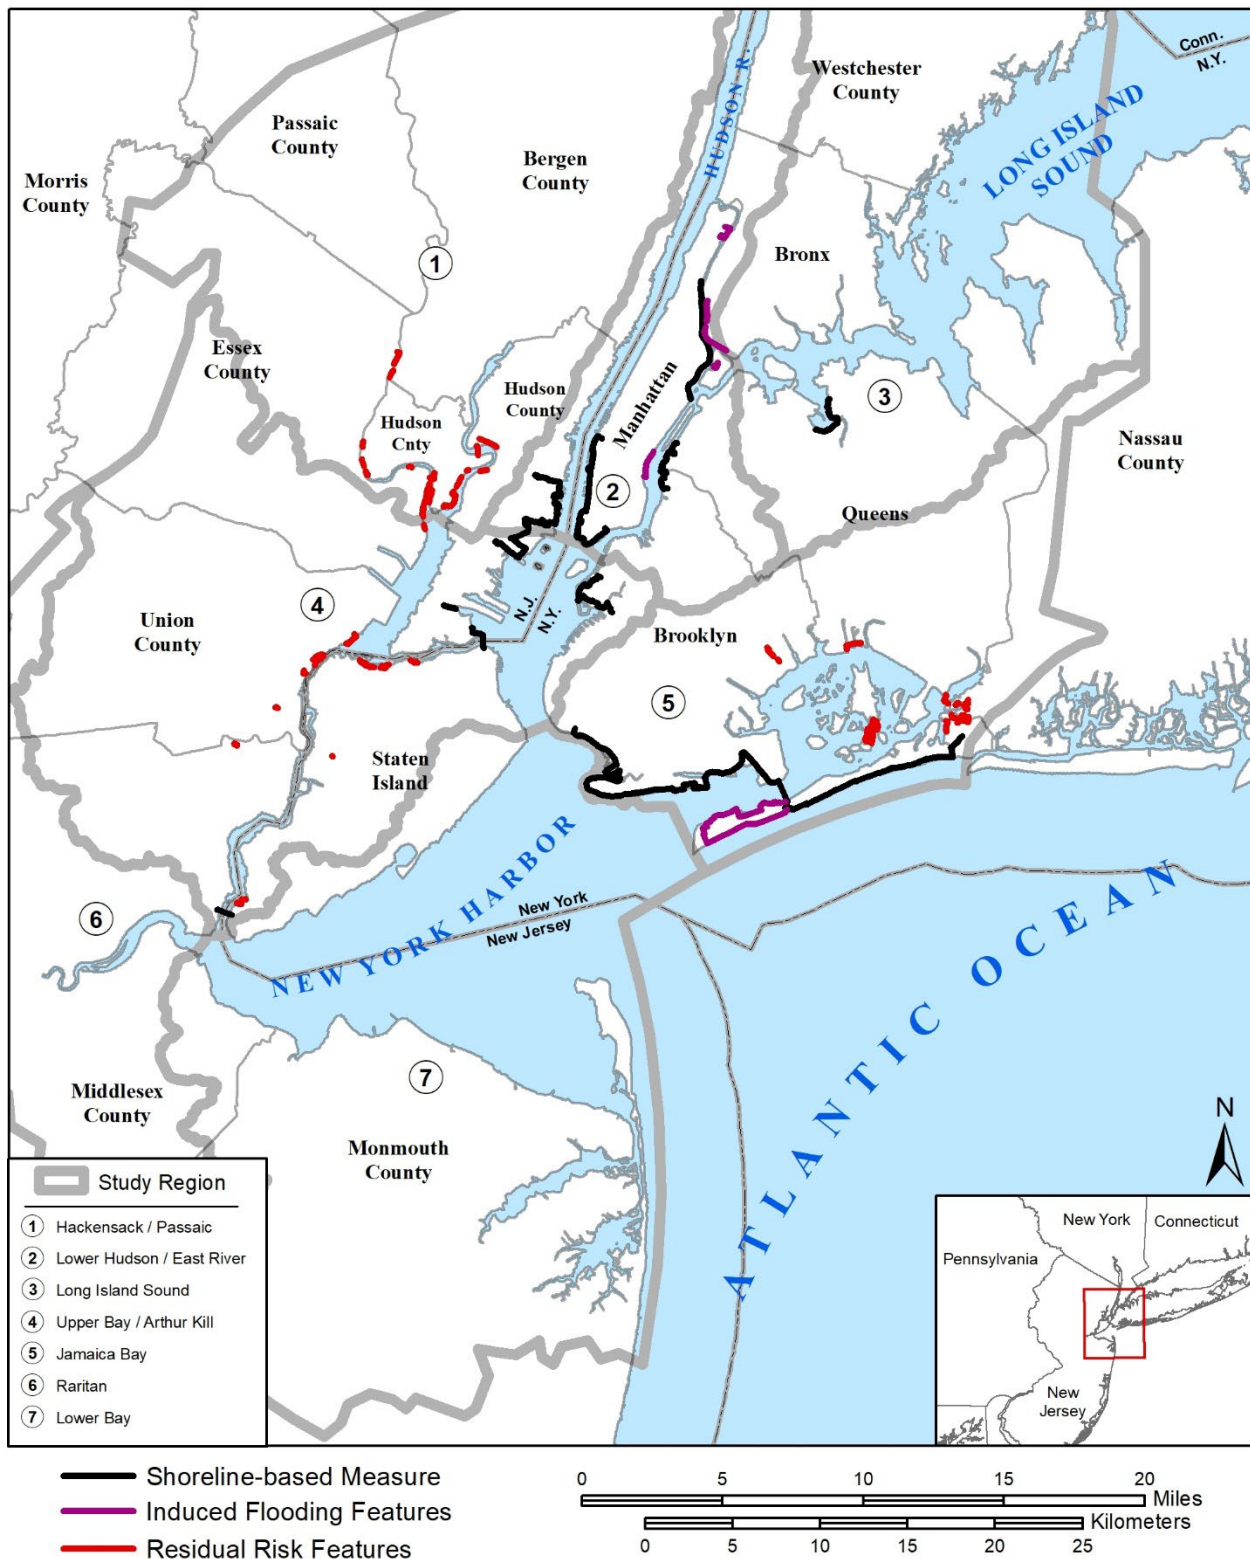 Conn.
N.Y.
HUDSON R.
Westchester
County
LONG ISLAND
SOUND
Passaic
County
Bergen
County
Morris
County
Bronx
1
Essex
County
Hudson
County
Manhattan
3
Hudson
Cnty
Nassau
County
2
Queens
4
Union
County
N.J.
N.Y.
Brooklyn
5
Staten
Island
6
NEW YORK HARBOR
New York
New Jersey
ATLANTIC OCEAN
7
Middlesex
County
Monmouth
County
N
Study Region
1 Hackensack / Passaic
2 Lower Hudson / East River
3 Long Island Sound
4 Upper Bay / Arthur Kill
5 Jamaica Bay
6 Raritan
7 Lower Bay
New York
Connecticut
Pennsylvania
New
Jersey
Shoreline-based Measure
Induced Flooding Features
Residual Risk Features
0 5 10 15 20
Miles
Kilometers
0 5 10 15 20 25